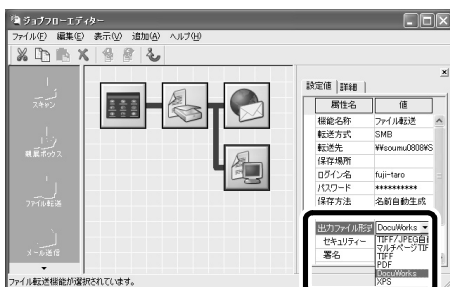 ジョブフローエディター
ファイル(F) 編集(E) 表示(V) 追加(A) ヘルプ(H)
スキャン
親展ボックス
ファイル転送
メール送信
設定値 詳細
属性名 値
機能名称 ファイル転送
転送方式 SMB
転送先 ¥¥soumu0808¥S
保存場所
ログイン名 fuji-taro
パスワード **********
保存方法 名前自動生成
出力ファイル形式 DocuWorks
セキュリティー
署名
TIFF/JPEG自
マルチページTIF
TIFF
PDF
DocuWorks
XPS
ファイル転送機能が選択されています。